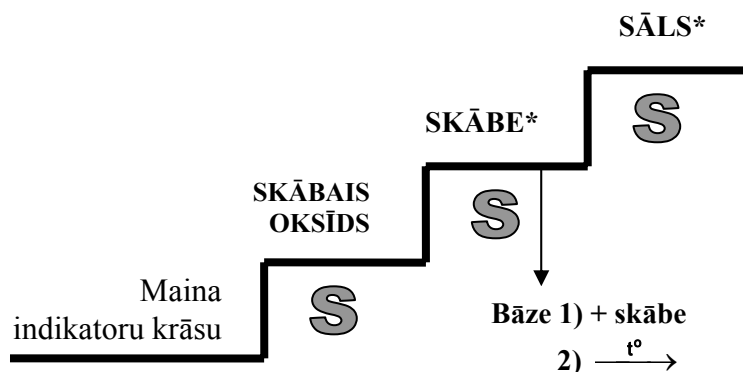 SĀLS*
SKĀBE*
S
SKĀBAIS
OKSĪDS
S
Maina
indikatoru krāsu
S
Bāze 1) + skābe
2) t° →